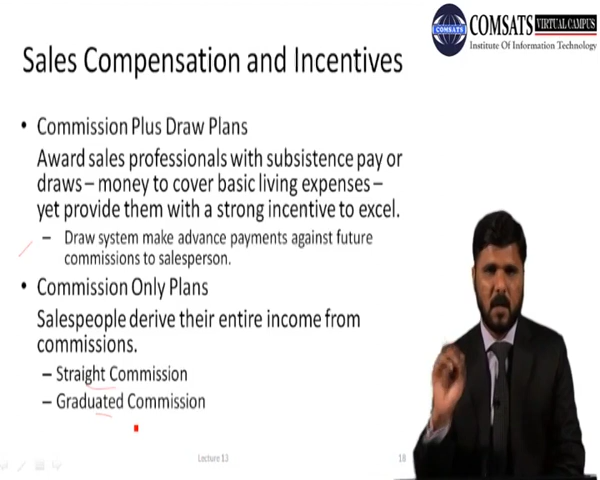 COMSATS VIRTUAL CAMPUS
COMSATS
Institute Of Information Technology
Sales Compensation and Incentives
• Commission Plus Draw Plans
Award sales professionals with subsistence pay or
draws – money to cover basic living expenses –
yet provide them with a strong incentive to excel.
– Draw system make advance payments against future
commissions to salesperson.
• Commission Only Plans
Salespeople derive their entire income from
commissions.
– Straight Commission
– Graduated Commission
Lecture 13
18